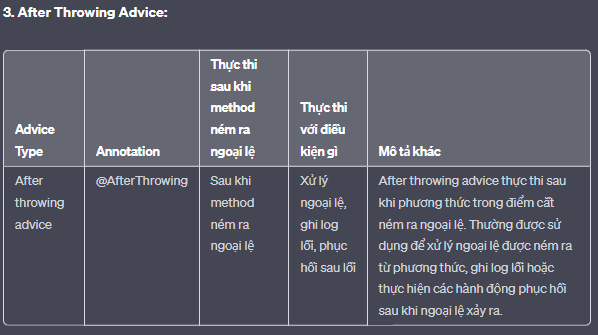 3. After Throwing Advice:
Advice
Type
Annotation
Thực thi
sau khi
method
ném ra
ngoại lệ
Thực thi
với điều
kiện gì
Mô tả khác
After
throwing
advice
@AfterThrowing
Sau khi
method
ném ra
ngoại lệ
Xử lý
ngoại lệ,
ghi log
lỗi, phục
hồi sau lỗi
After throwing advice thực thi sau
khi phương thức trong điểm cắt
ném ra ngoại lệ. Thường được sử
dụng để xử lý ngoại lệ được ném ra
từ phương thức, ghi log lỗi hoặc
thực hiện các hành động phục hồi
sau khi ngoại lệ xảy ra.